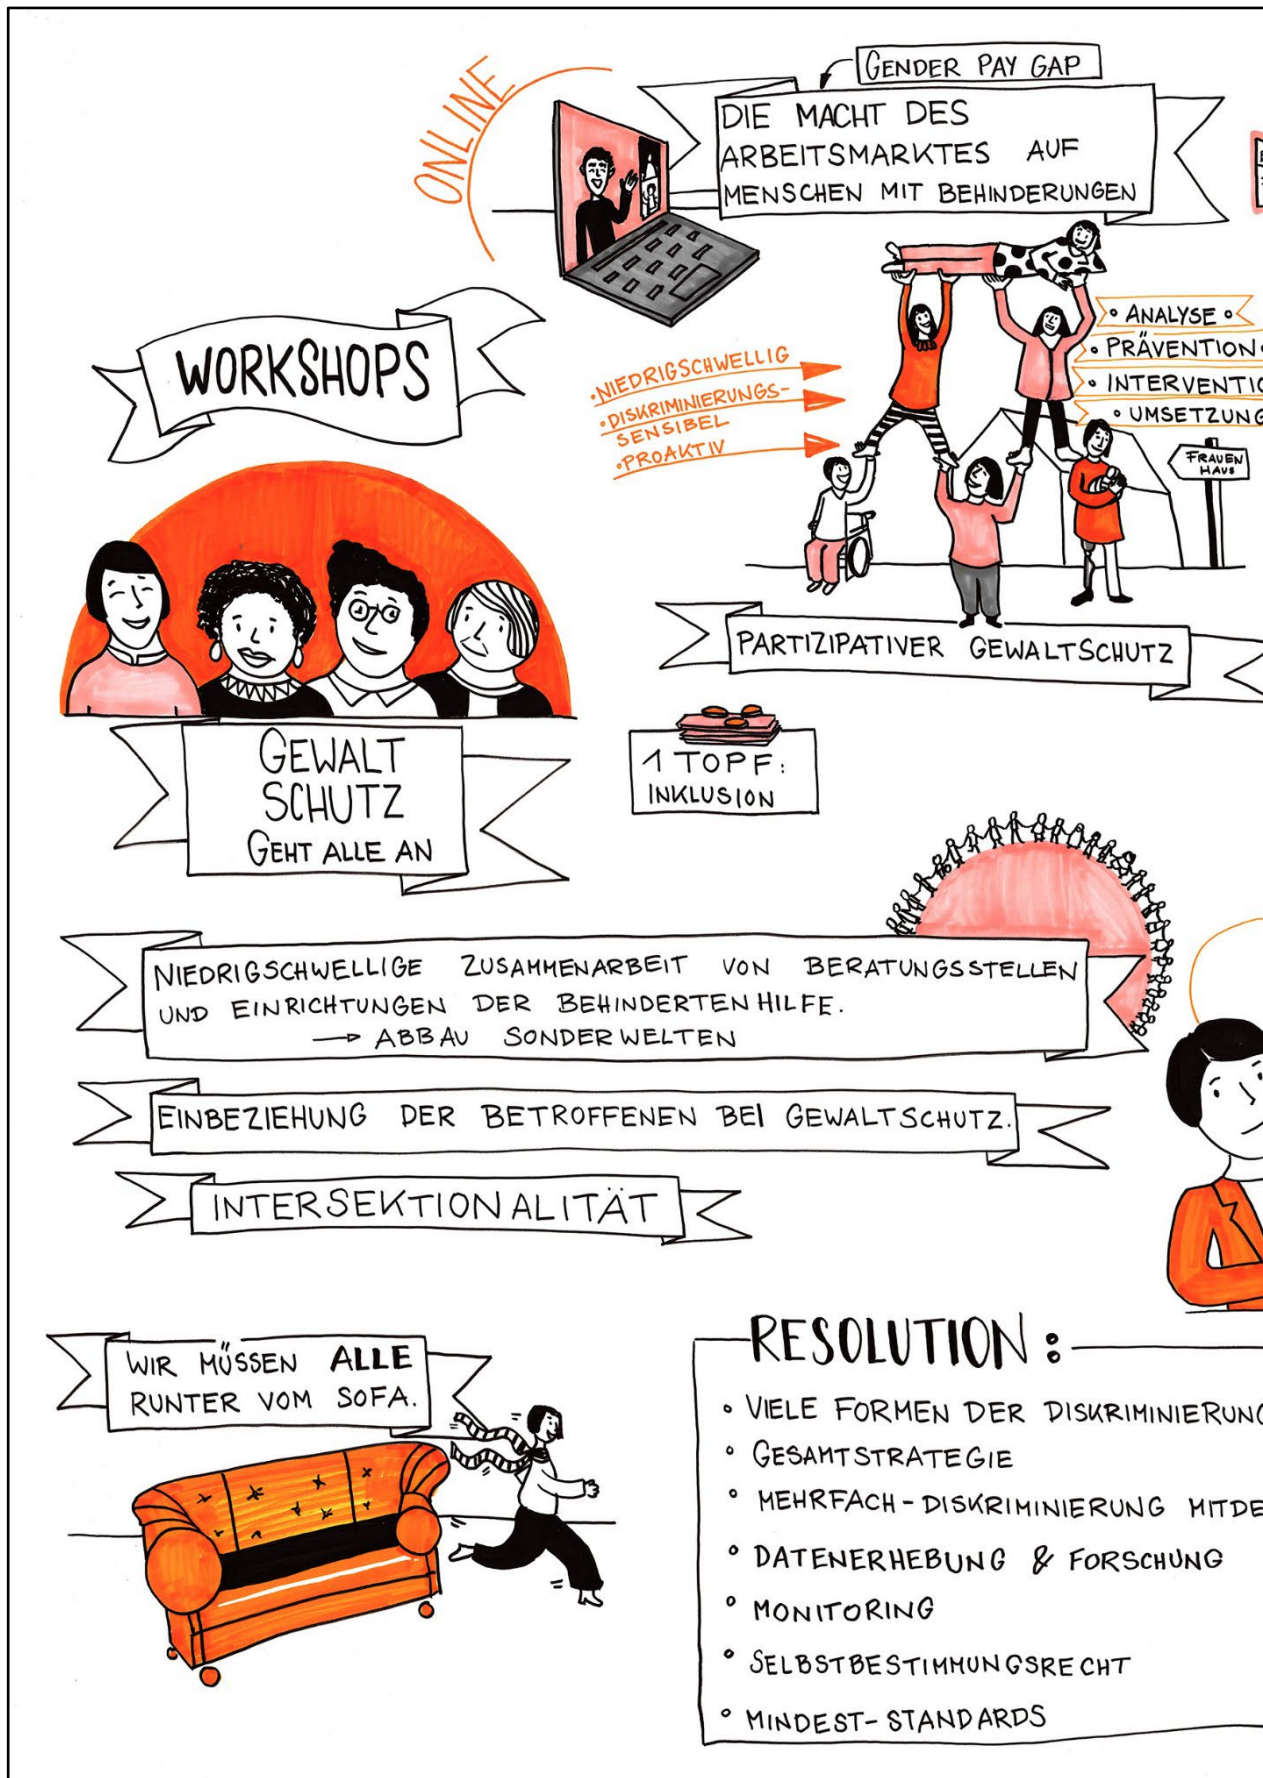 ONLINE
GENDER PAY GAP
DIE MACHT DES
ARBEITSMARKTES AUF
MENSCHEN MIT BEHINDERUNGEN
WORKSHOPS
• NIEDRIGSCHWELLIG
• DISKRIMINIERUNGS-
SENSIBEL
• PROAKTIV
• ANALYSE •
• PRÄVENTION •
• INTERVENTIO
• UMSETZUNG
FRAUEN
HAUS
PARTIZIPATIVER GEWALTSCHUTZ
GEWALT
SCHUTZ
GEHT ALLE AN
1 TOPF:
INKLUSION
NIEDRIGSCHWELLIGE ZUSAMMENARBEIT VON BERATUNGSSTELLEN
UND EINRICHTUNGEN DER BEHINDERTENHILFE.
→ ABBAU SONDERWELTEN
EINBEZIEHUNG DER BETROFFENEN BEI GEWALTSCHUTZ.
INTERSEKTIONALITÄT
WIR MÜSSEN ALLE
RUNTER VOM SOFA.
RESOLUTION:
• VIELE FORMEN DER DISKRIMINIERUNG
• GESAMTSTRATEGIE
• MEHRFACH-DISKRIMINIERUNG MITDE
• DATENERHEBUNG & FORSCHUNG
• MONITORING
• SELBSTBESTIMMUNGSRECHT
• MINDEST-STANDARDS